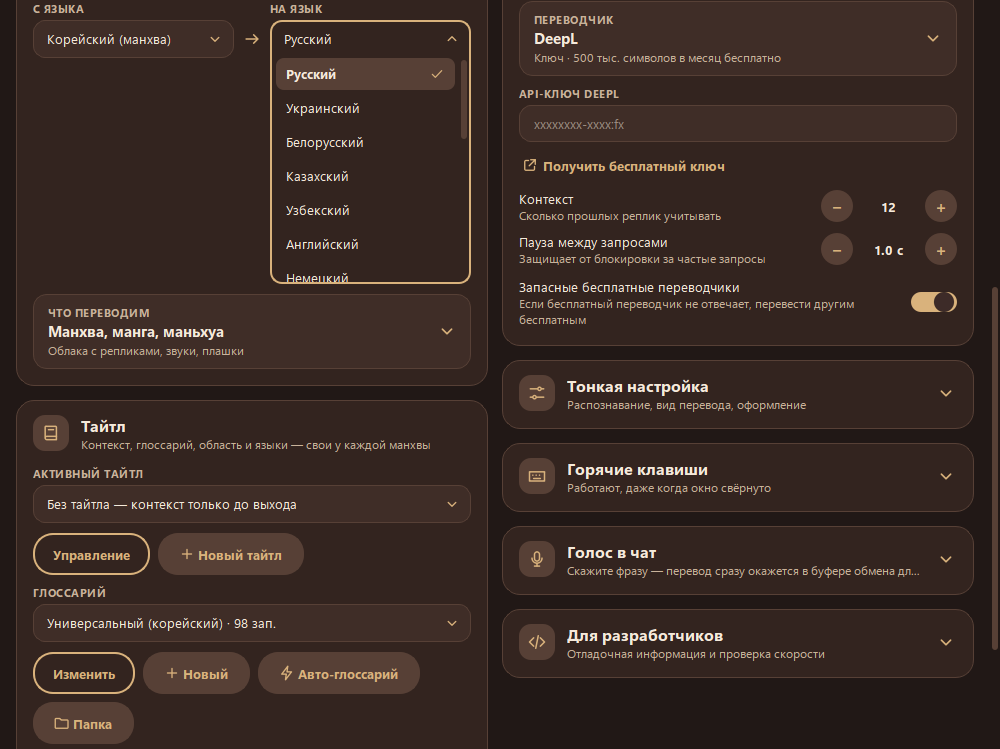 С ЯЗЫКА
НА ЯЗЫК
Корейский (манхва)
Русский
Русский
Украинский
Белорусский
Казахский
Узбекский
Английский
Немецкий
ЧТО ПЕРЕВОДИМ
Манхва, манга, маньхуа
Облака с репликами, звуки, плашки
Тайтл
Контекст, глоссарий, область и языки — свои у каждой манхвы
АКТИВНЫЙ ТАЙТЛ
Без тайтла — контекст только до выхода
Управление
+ Новый тайтл
ГЛОССАРИЙ
Универсальный (корейский) · 98 зап.
Изменить
+ Новый
Авто-глоссарий
Папка
ПЕРЕВОДЧИК
DeepL
Ключ · 500 тыс. символов в месяц бесплатно
API-КЛЮЧ DEEPL
xxxxxxxx-xxxx:fx
Получить бесплатный ключ
Контекст
Сколько прошлых реплик учитывать
− 12 +
Пауза между запросами
Защищает от блокировки за частые запросы
− 1.0 с +
Запасные бесплатные переводчики
Если бесплатный переводчик не отвечает, перевести другим
бесплатным
Тонкая настройка
Распознавание, вид перевода, оформление
Горячие клавиши
Работают, даже когда окно свёрнуто
Голос в чат
Скажите фразу — перевод сразу окажется в буфере обмена дл...
Для разработчиков
Отладочная информация и проверка скорости